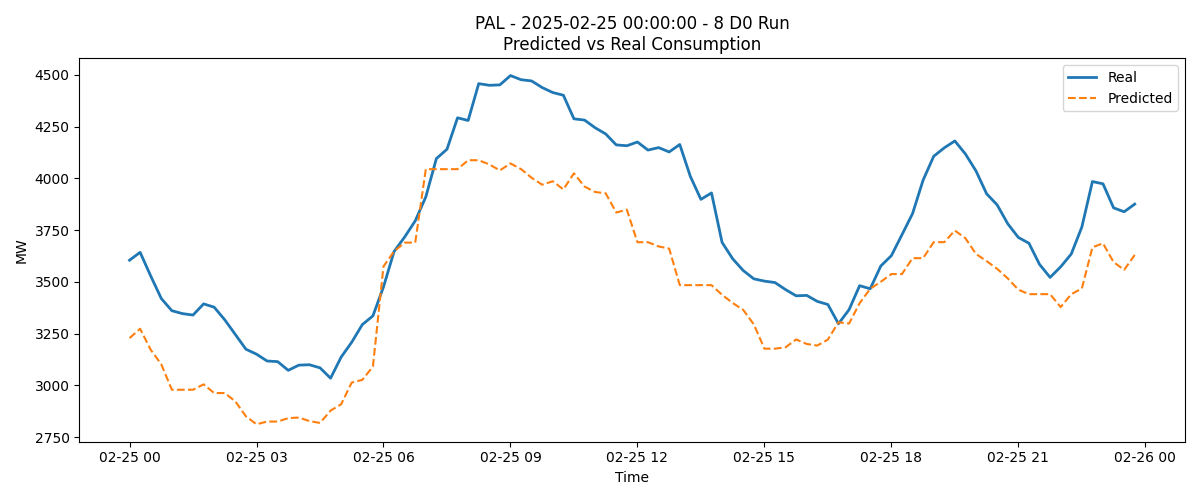 PAL - 2025-02-25 00:00:00 - 8 D0 Run
Predicted vs Real Consumption
Real
Predicted
4500
4250
4000
3750
3500
3250
3000
2750
MW
02-25 00
02-25 03
02-25 06
02-25 09
02-25 12
02-25 15
02-25 18
02-25 21
02-26 00
Time